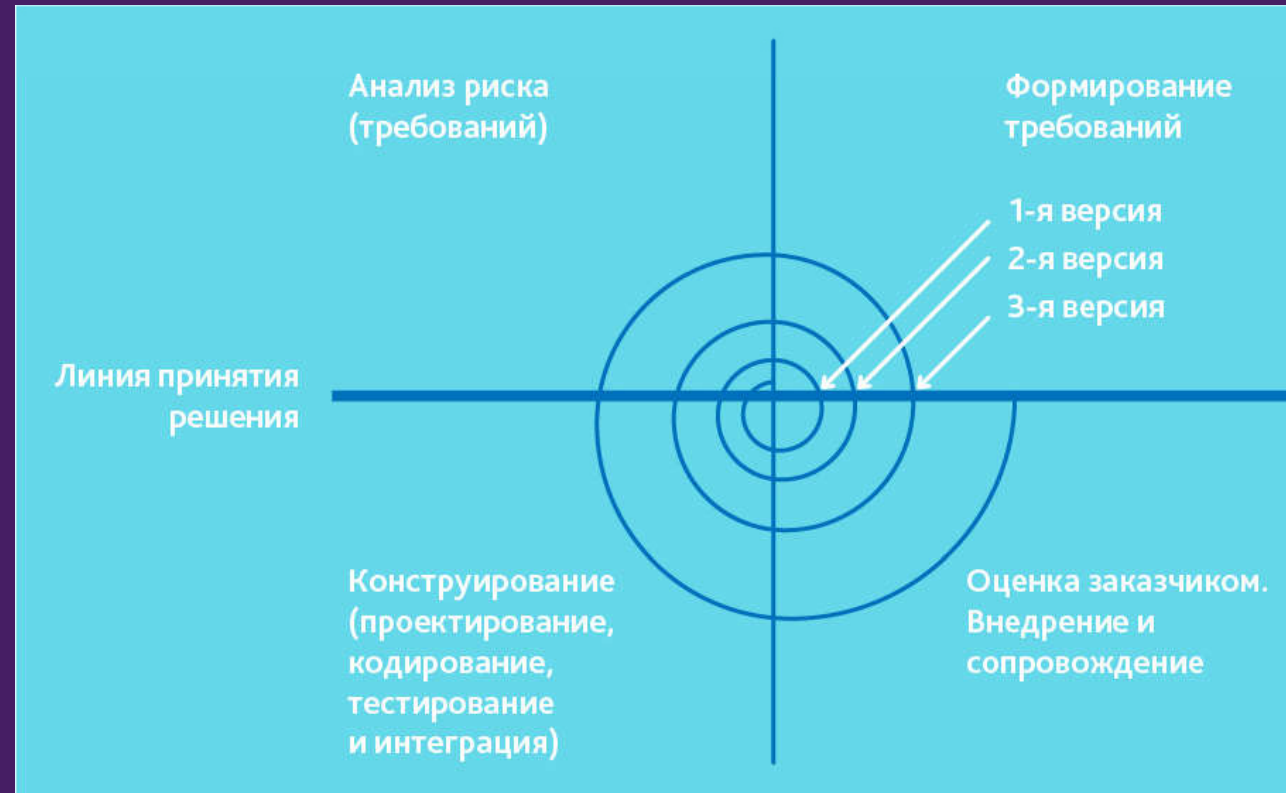 Анализ риска
(требований)
Формирование
требований
1-я версия
2-я версия
3-я версия
Линия принятия
решения
Конструирование
(проектирование,
кодирование,
тестирование
и интеграция)
Оценка заказчиком.
Внедрение и
сопровождение